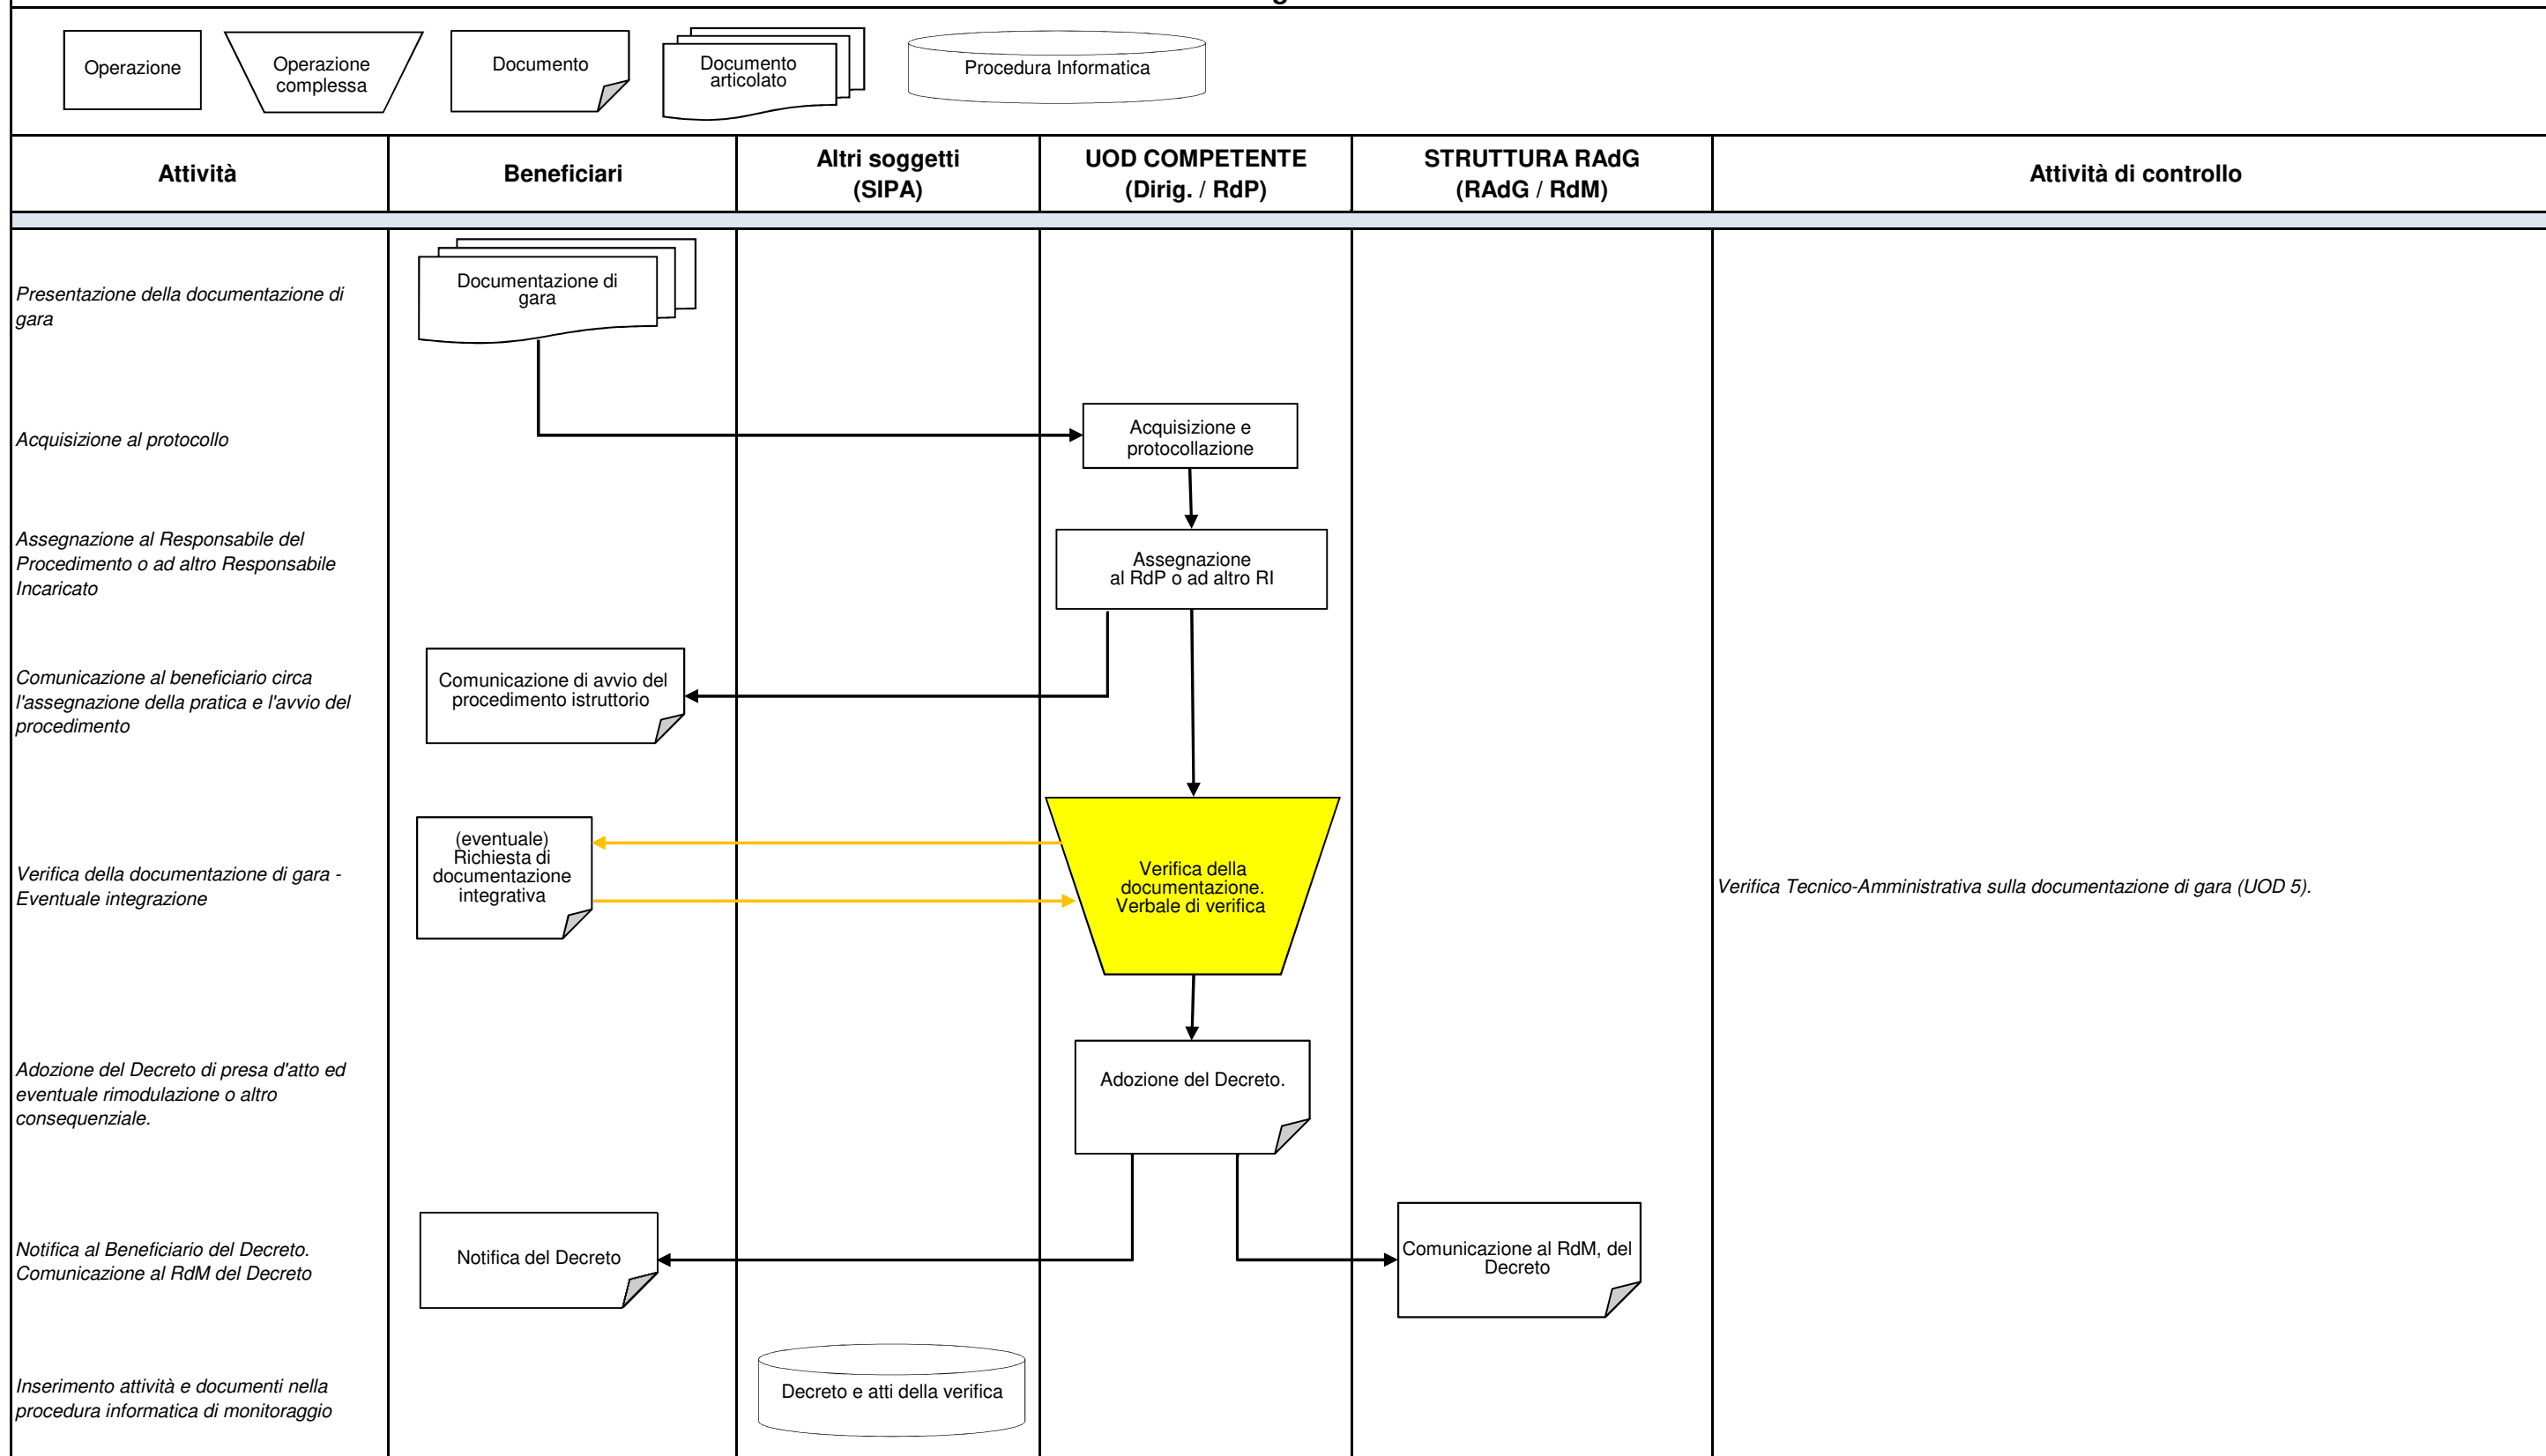 Operazione
Operazione
complessa
Documento
Documento
articolato
Procedura Informatica
Attività
Beneficiari
Altri soggetti
(SIPA)
UOD COMPETENTE
(Dirig. / RdP)
STRUTTURA RAdG
(RAdG / RdM)
Attività di controllo
Presentazione della documentazione di
gara
Documentazione di
gara
Acquisizione al protocollo
Acquisizione e
protocollazione
Assegnazione al Responsabile del
Procedimento o ad altro Responsabile
Incaricato
Assegnazione
al RdP o ad altro RI
Comunicazione al beneficiario circa
l'assegnazione della pratica e l'avvio del
procedimento
Comunicazione di avvio del
procedimento istruttorio
Verifica della documentazione di gara -
Eventuale integrazione
(eventuale)
Richiesta di
documentazione
integrativa
Verifica della
documentazione.
Verbale di verifica
Verifica Tecnico-Amministrativa sulla documentazione di gara (UOD 5).
Adozione del Decreto di presa d'atto ed
eventuale rimodulazione o altro
consequenziale.
Adozione del Decreto.
Notifica al Beneficiario del Decreto.
Comunicazione al RdM del Decreto
Notifica del Decreto
Comunicazione al RdM, del
Decreto
Inserimento attività e documenti nella
procedura informatica di monitoraggio
Decreto e atti della verifica